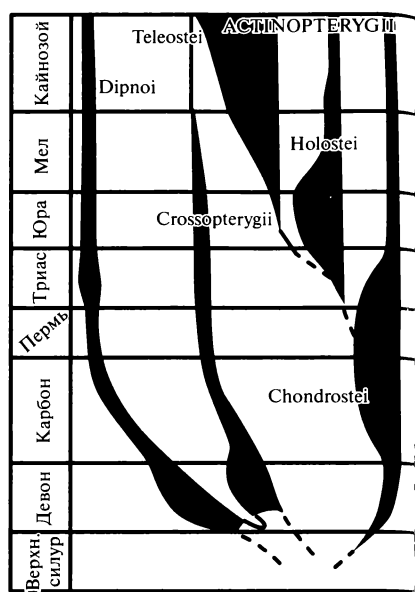 Teleostei
ACTINOPTERYGII
Кайнозой
Dipnoi
Мел
Holostei
Юра
Crossopterygii
Триас
Пермь
Карбон
Chondrostei
Девон
Верхн.
силур